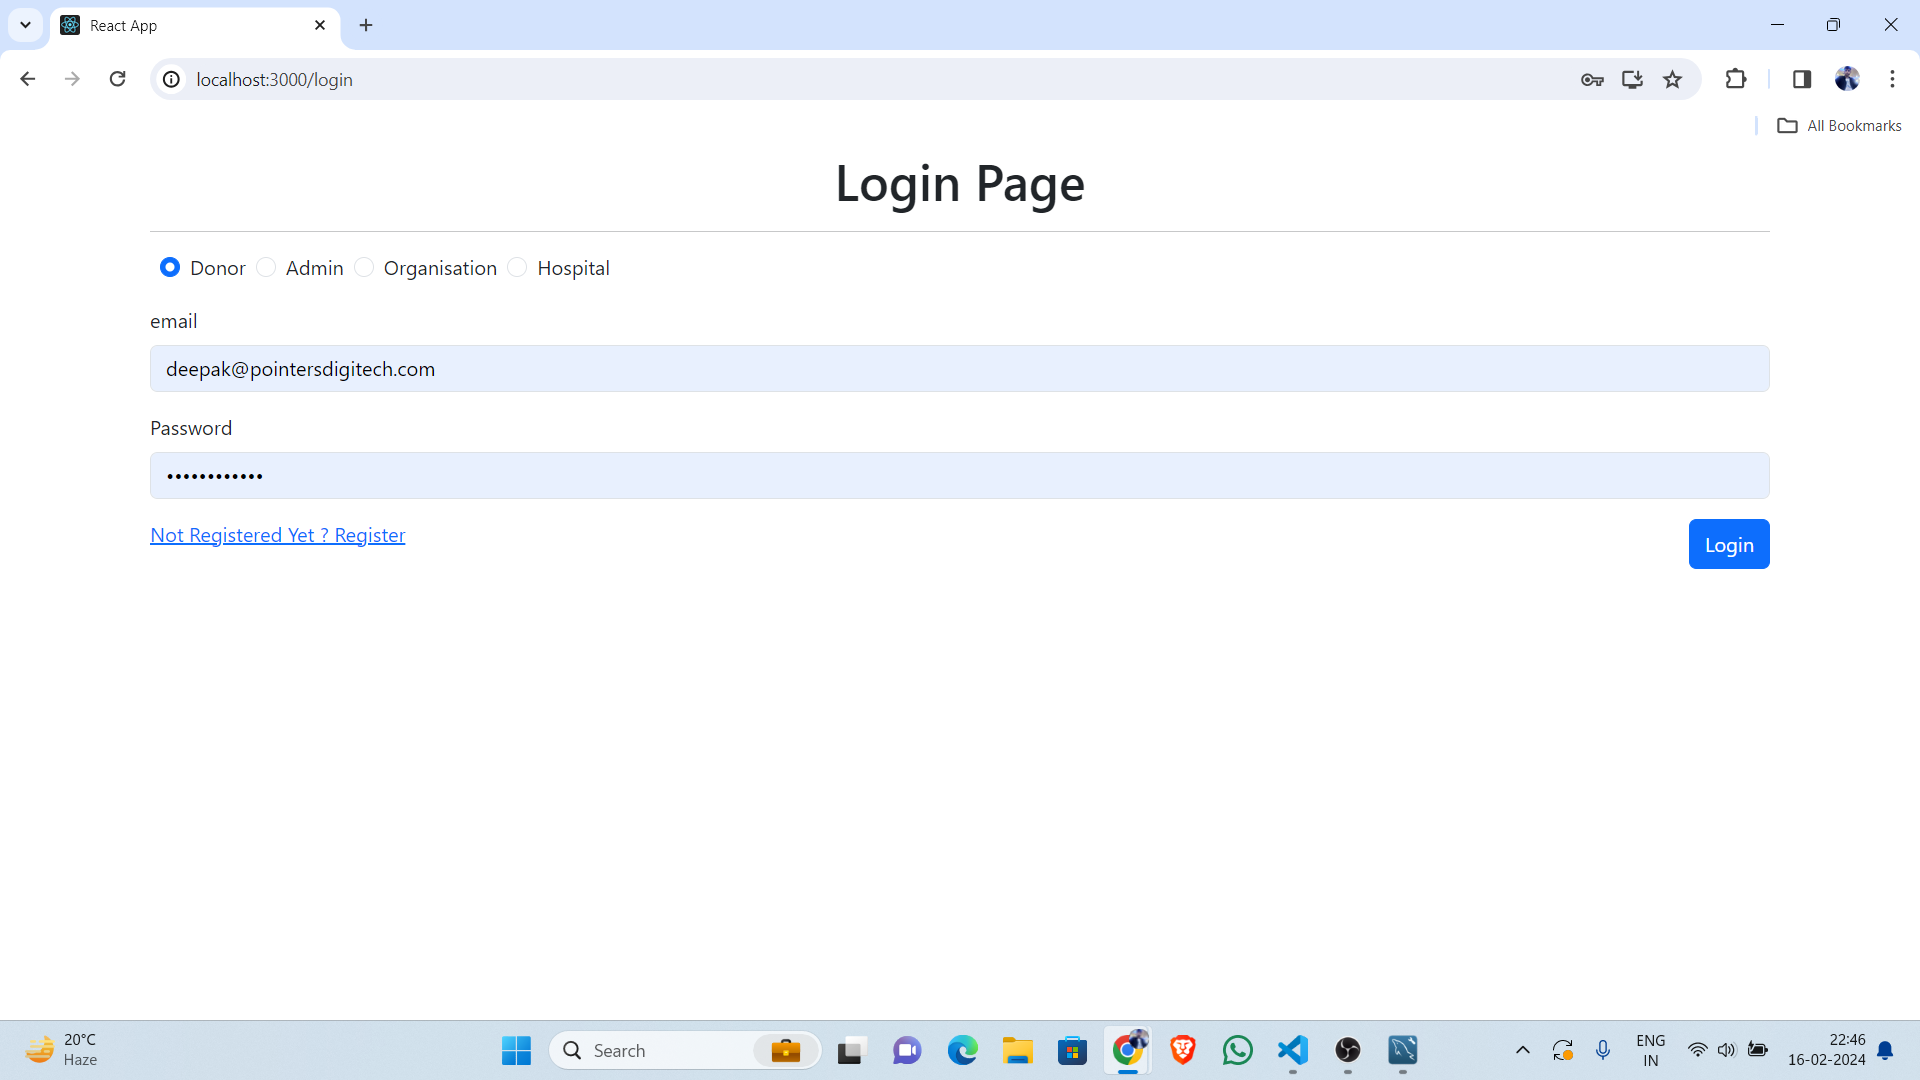 React App
localhost:3000/login
All Bookmarks
Login Page
Donor Admin Organisation Hospital
email
deepak@pointersdigitech.com
Password
••••••••••••
Not Registered Yet ? Register
Login
20°C
Haze
Search
ENG
IN
22:46
16-02-2024